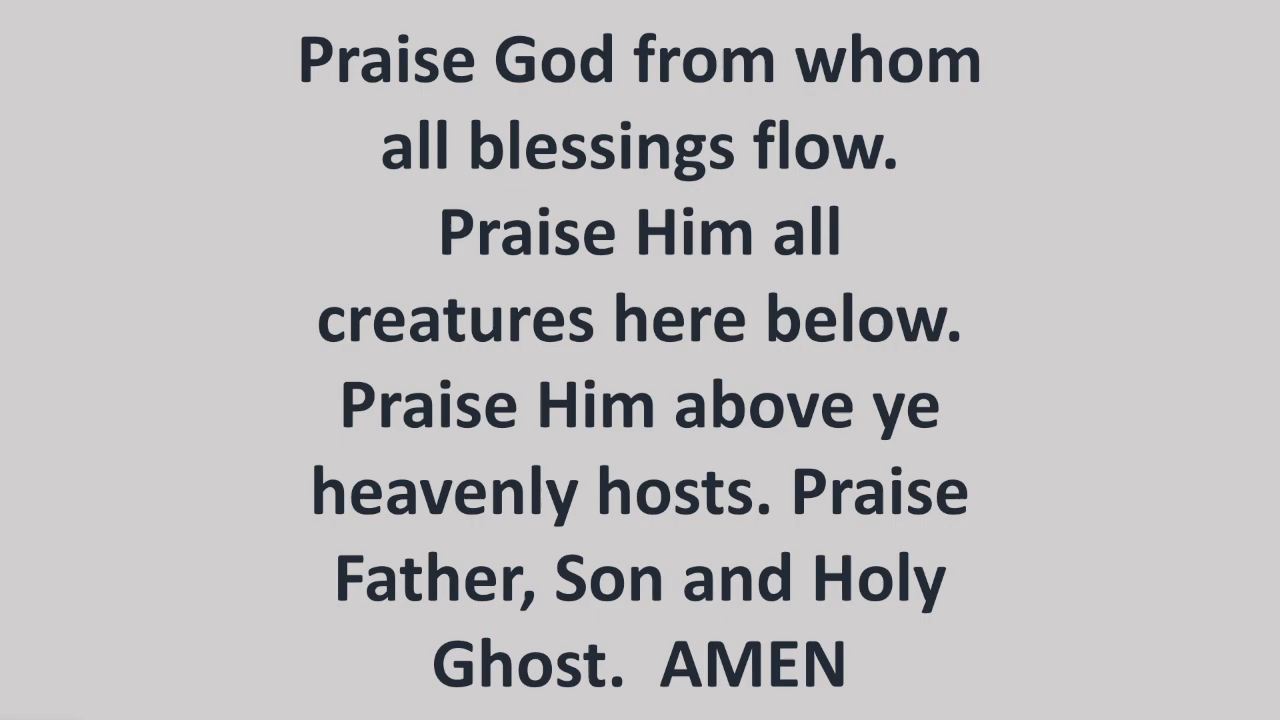 Praise God from whom
all blessings flow.
Praise Him all
creatures here below.
Praise Him above ye
heavenly hosts. Praise
Father, Son and Holy
Ghost.  AMEN